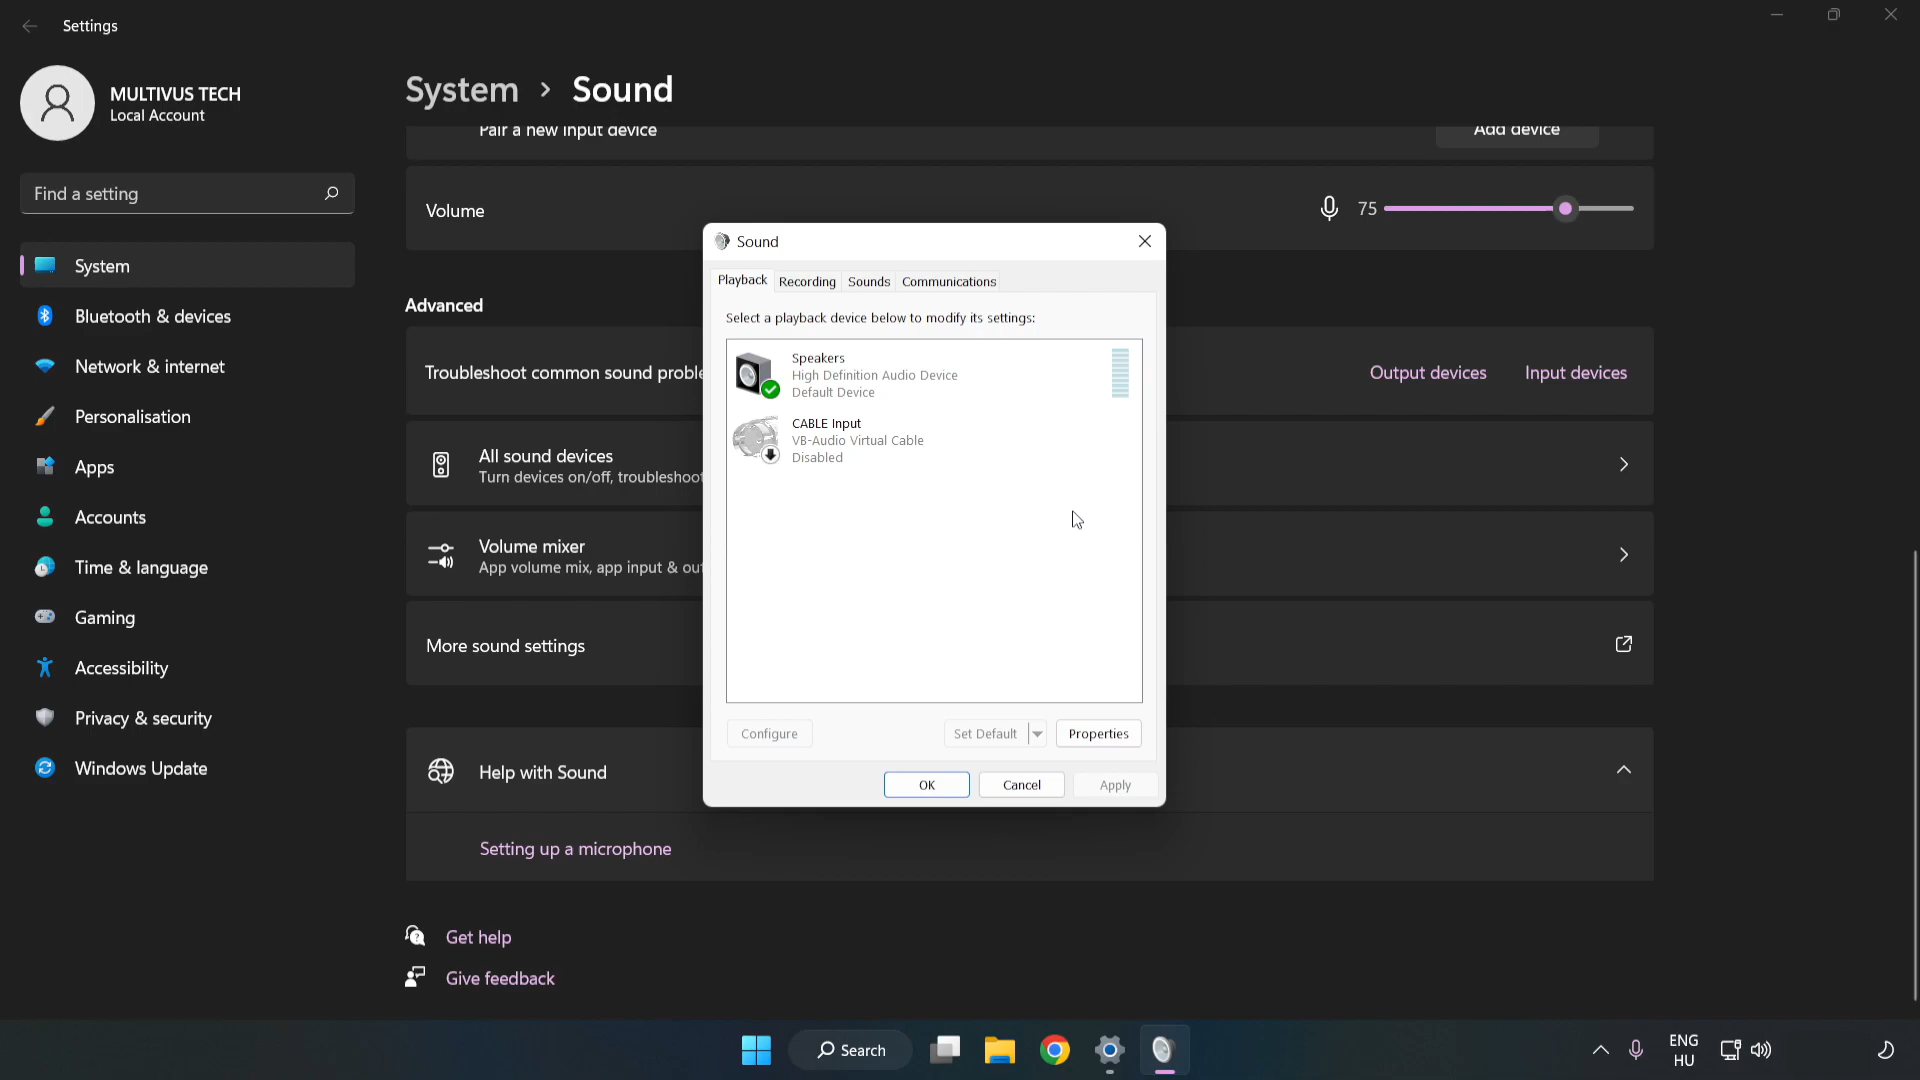 Settings
MULTIVUS TECH
Local Account
Find a setting
System
Bluetooth & devices
Network & internet
Personalisation
Apps
Accounts
Time & language
Gaming
Accessibility
Privacy & security
Windows Update
System › Sound
Pair a new input device
Add device
Volume
75
Advanced
Troubleshoot common sound proble
Output devices
Input devices
All sound devices
Turn devices on/off, troubleshoot
Volume mixer
App volume mix, app input & ou
More sound settings
Help with Sound
Setting up a microphone
Get help
Give feedback
Sound
Playback
Recording
Sounds
Communications
Select a playback device below to modify its settings:
Speakers
High Definition Audio Device
Default Device
CABLE Input
VB-Audio Virtual Cable
Disabled
Configure
Set Default
Properties
OK
Cancel
Apply
Search
ENG
HU